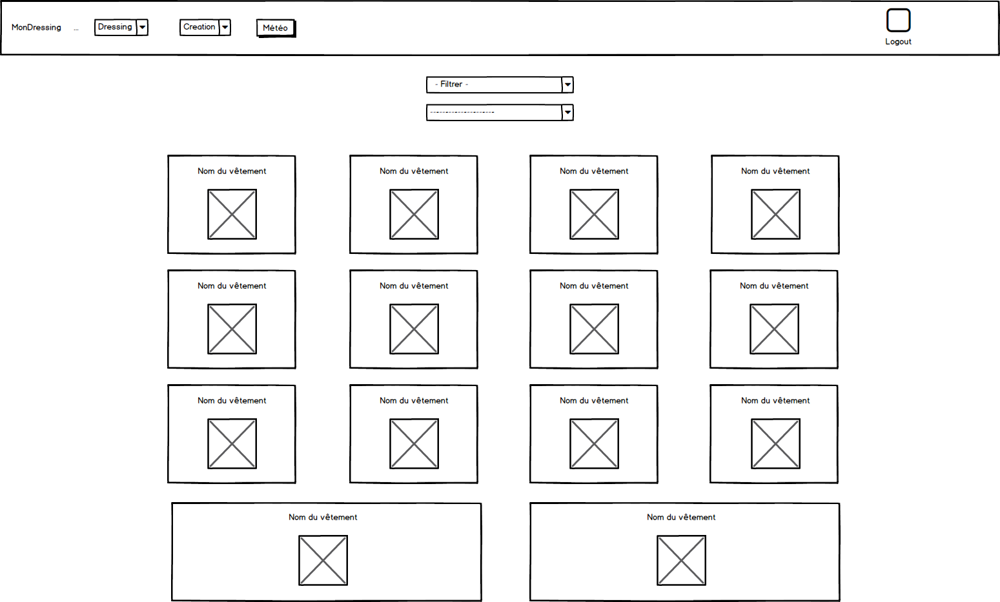 MonDressing ... Dressing Creation Météo
Logout
- Filtrer -
---------------------
Nom du vêtement Nom du vêtement Nom du vêtement Nom du vêtement
Nom du vêtement Nom du vêtement Nom du vêtement Nom du vêtement
Nom du vêtement Nom du vêtement Nom du vêtement Nom du vêtement
Nom du vêtement Nom du vêtement